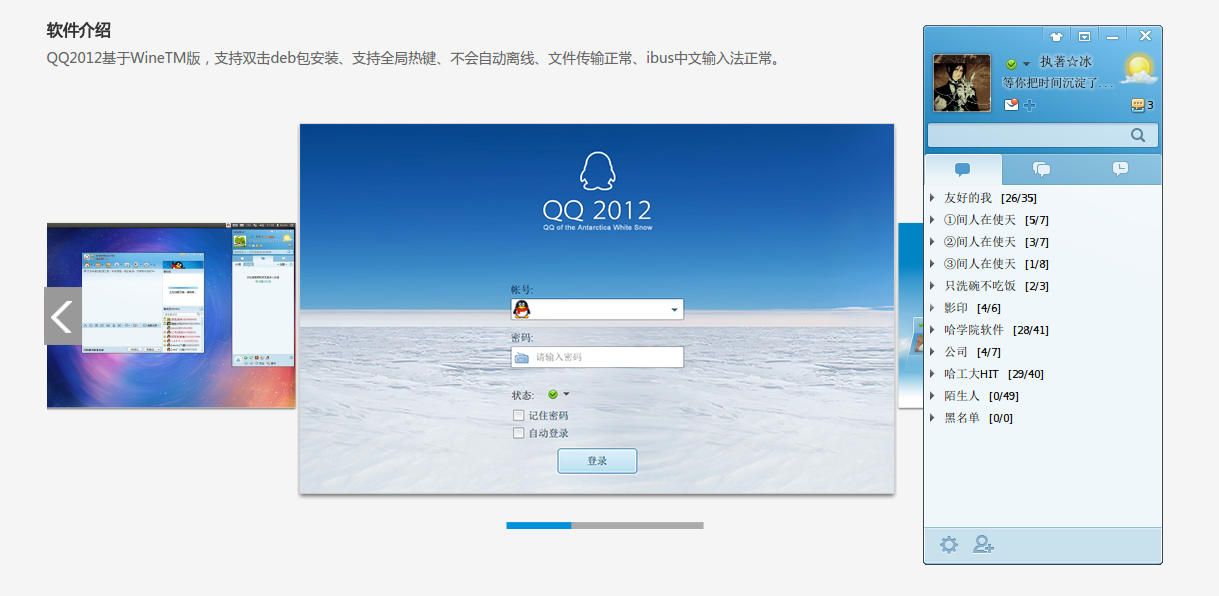 软件介绍
QQ2012基于WineTM版，支持双击deb包安装、支持全局热键、不会自动离线、文件传输正常、ibus中文输入法正常。
QQ 2012
QQ of the Antarctica White Snow
帐号:
密码:
请输入密码
状态:
记住密码
自动登录
登录
执著☆冰
等你把时间沉淀了...
3
友好的我 [26/35]
①间人在使天 [5/7]
②间人在使天 [3/7]
③间人在使天 [1/8]
只洗碗不吃饭 [2/3]
影印 [4/6]
哈学院软件 [28/41]
公司 [4/7]
哈工大HIT [29/40]
陌生人 [0/49]
黑名单 [0/0]